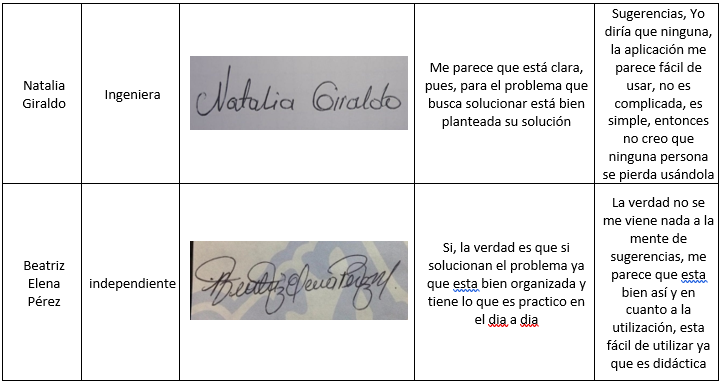 Natalia
Giraldo
Ingeniera
Natalia Giraldo
Me parece que está clara,
pues, para el problema que
busca solucionar está bien
planteada su solución
Sugerencias, Yo
diría que ninguna,
la aplicación me
parece fácil de
usar, no es
complicada, es
simple, entonces
no creo que
ninguna persona
se pierda usándola
Beatriz
Elena
Pérez
independiente
Beatriz Elena Pérez M.
Si, la verdad es que si
solucionan el problema ya
que esta bien organizada y
tiene lo que es practico en
el dia a dia
La verdad no se
me viene nada a la
mente de
sugerencias, me
parece que esta
bien así y en
cuanto a la
utilización, esta
fácil de utilizar ya
que es didáctica